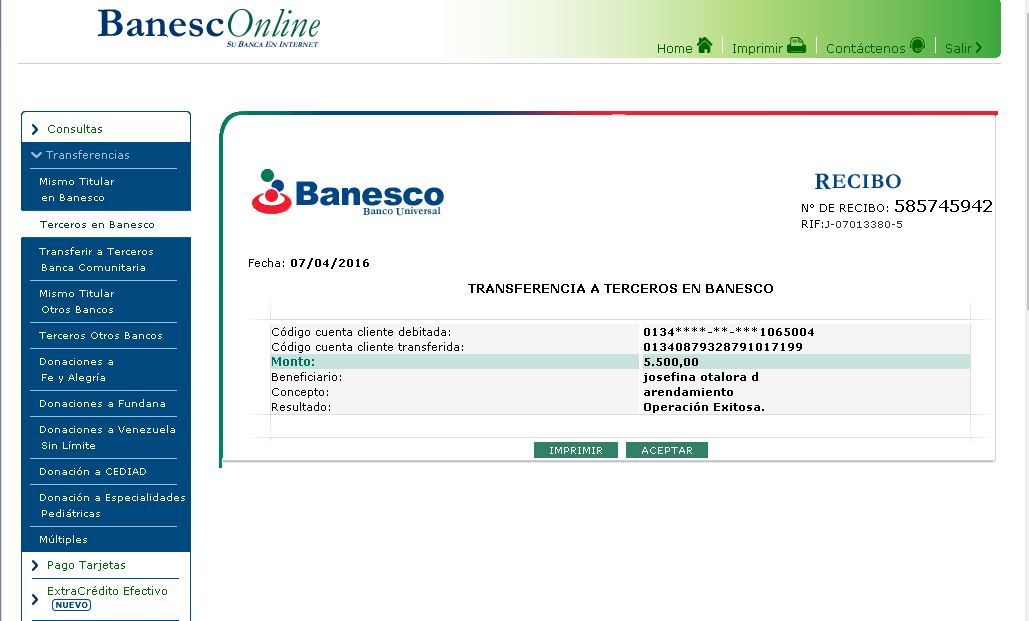 BanescOnline
SU BANCA EN INTERNET
Home
Imprimir
Contáctenos
Salir
Consultas
Transferencias
Mismo Titular
en Banesco
Terceros en Banesco
Transferir a Terceros
Banca Comunitaria
Mismo Titular
Otros Bancos
Terceros Otros Bancos
Donaciones a
Fe y Alegría
Donaciones a Fundana
Donaciones a Venezuela
Sin Límite
Donación a CEDIAD
Donación a Especialidades
Pediátricas
Múltiples
Pago Tarjetas
ExtraCrédito Efectivo
NUEVO
Banesco
Banco Universal
RECIBO
Nº DE RECIBO: 585745942
RIF:J-07013380-5
Fecha: 07/04/2016
TRANSFERENCIA A TERCEROS EN BANESCO
Código cuenta cliente debitada: 0134****-**-***1065004
Código cuenta cliente transferida: 01340879328791017199
Monto: 5.500,00
Beneficiario: josefina otalora d
Concepto: arendamiento
Resultado: Operación Exitosa.
IMPRIMIR
ACEPTAR